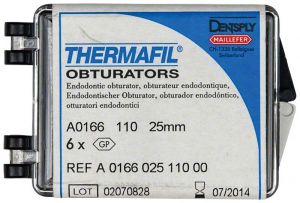 DENTSPLY
MAILLEFER
CH-1338 Ballaigues
Switzerland
THERMAFIL®
OBTURATORS
Endodontic obturator, obturateur endodontique,
Endodontischer Obturator, obturador endodóntico,
otturatori endodontici
A0166 110 25mm
6 x GP
REF A 0166 025 110 00
LOT 02070828 07/2014